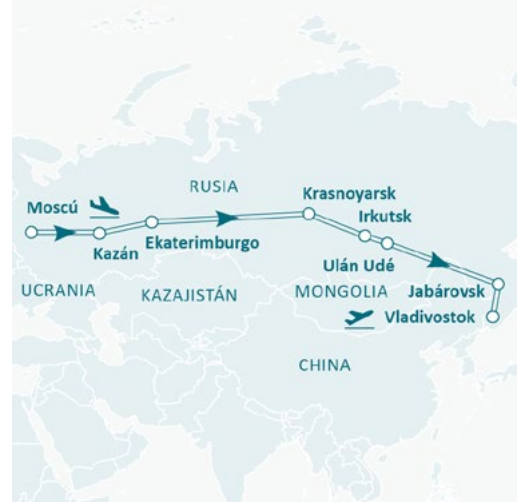 RUSIA
Krasnoyarsk
Moscú
Irkutsk
Kazán
Ekaterimburgo
Ulán Udé
UCRANIA
KAZAJISTÁN
MONGOLIA
Jabárovsk
Vladivostok
CHINA